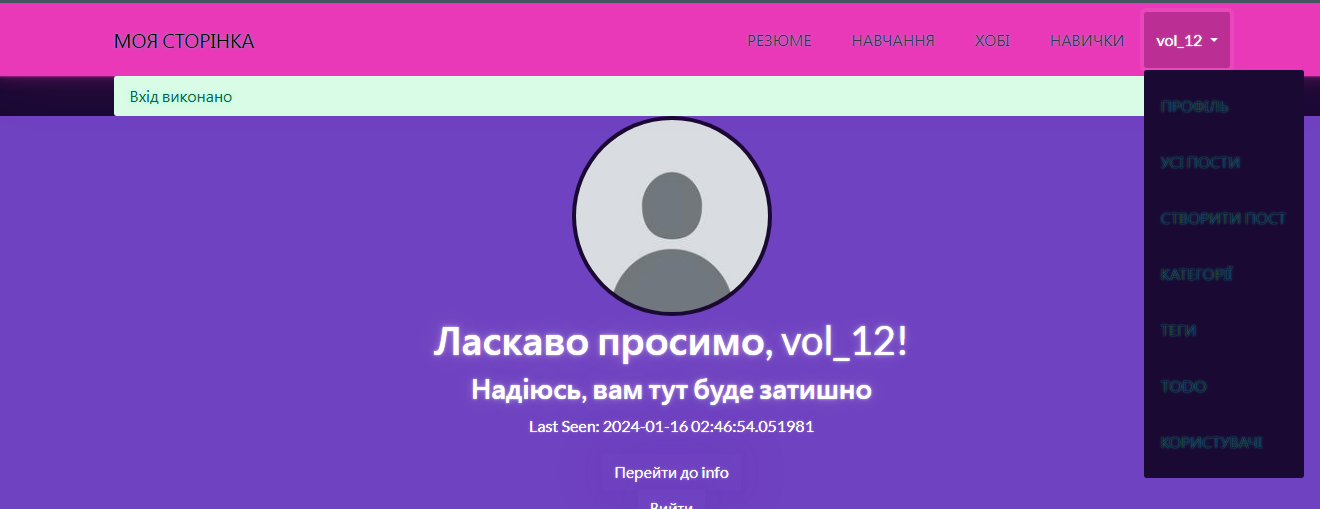 МОЯ СТОРІНКА
РЕЗЮМЕ НАВЧАННЯ ХОБІ НАВИЧКИ vol_12
Вхід виконано
ПРОФІЛЬ
УСІ ПОСТИ
СТВОРИТИ ПОСТ
КАТЕГОРІЇ
ТЕГИ
TODO
КОРИСТУВАЧІ
Ласкаво просимо, vol_12!
Надіюсь, вам тут буде затишно
Last Seen: 2024-01-16 02:46:54.051981
Перейти до info
Вийти